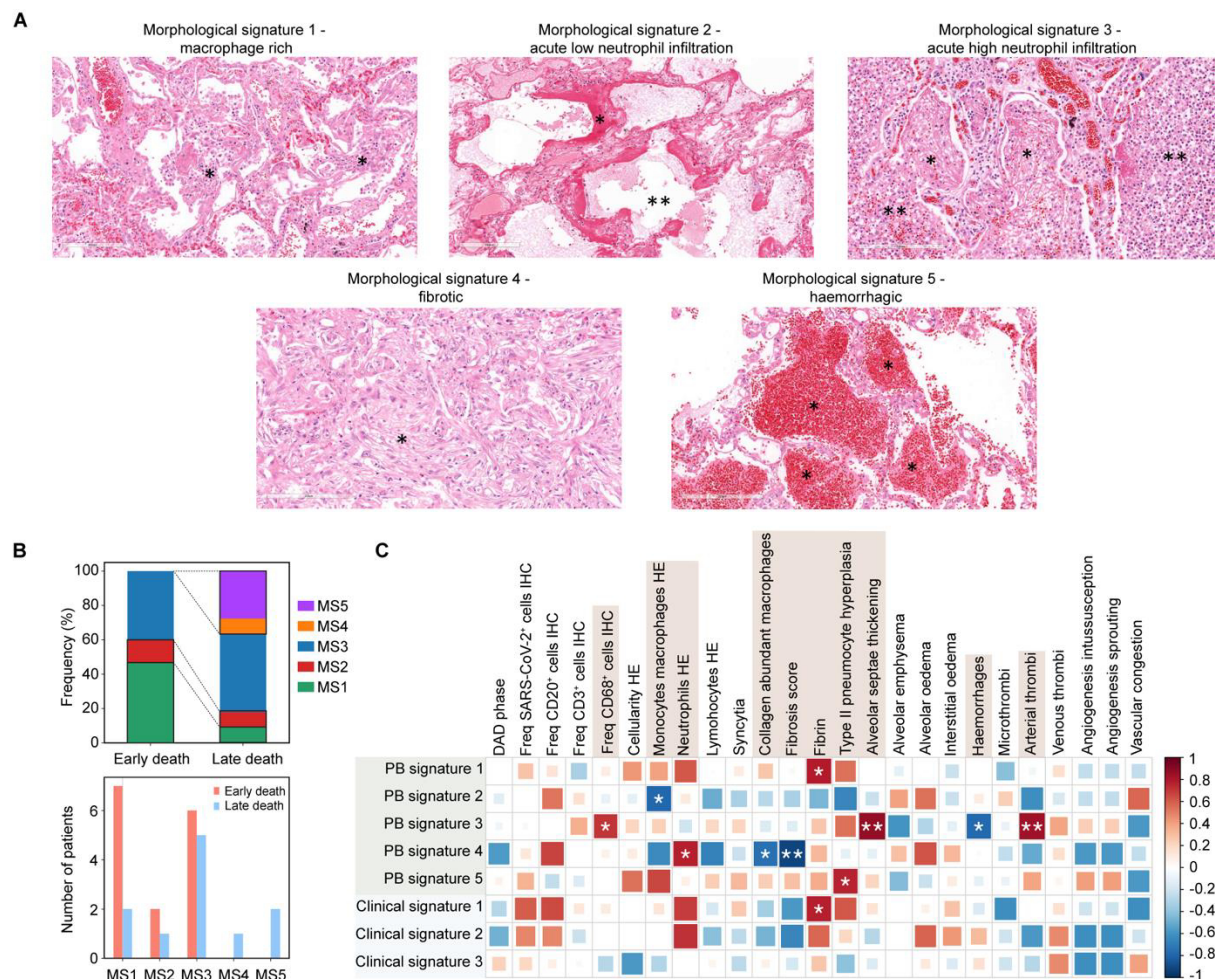 A
Morphological signature 1 -
macrophage rich
Morphological signature 2 -
acute low neutrophil infiltration
Morphological signature 3 -
acute high neutrophil infiltration
*
*
*
**
*
*
**
**
Morphological signature 4 -
fibrotic
Morphological signature 5 -
haemorrhagic
*
*
*
*
*
B
Frequency (%)
100
80
60
40
20
0
Early death
Late death
MS5
MS4
MS3
MS2
MS1
Number of patients
6
4
2
0
Early death
Late death
MS1
MS2
MS3
MS4
MS5
C
DAD phase
Freq SARS-CoV-2⁺ cells IHC
Freq CD20⁺ cells IHC
Freq CD3⁺ cells IHC
Freq CD68⁺ cells IHC
Cellularity HE
Monocytes macrophages HE
Neutrophils HE
Lymohocytes HE
Syncytia
Collagen abundant macrophages
Fibrosis score
Fibrin
Type II pneumocyte hyperplasia
Alveolar septae thickening
Alveolar emphysema
Alveolar oedema
Interstitial oedema
Haemorrhages
Microthrombi
Arterial thrombi
Venous thrombi
Angiogenesis intussusception
Angiogenesis sprouting
Vascular congestion
PB signature 1
*
PB signature 2
*
PB signature 3
*
**
*
**
PB signature 4
*
*
**
PB signature 5
*
Clinical signature 1
*
Clinical signature 2
Clinical signature 3
1
0.8
0.6
0.4
0.2
0
-0.2
-0.4
-0.6
-0.8
-1